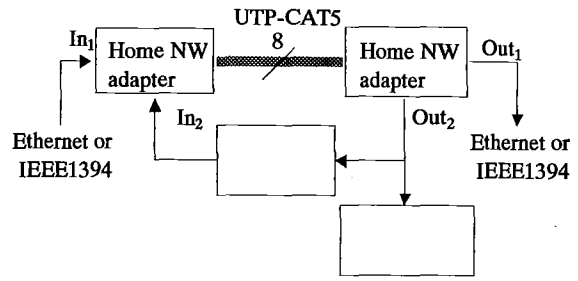 UTP-CAT5
8
In₁
Home NW
adapter
Home NW
adapter
Out₁
In₂
Out₂
Ethernet or
IEEE1394
Ethernet or
IEEE1394